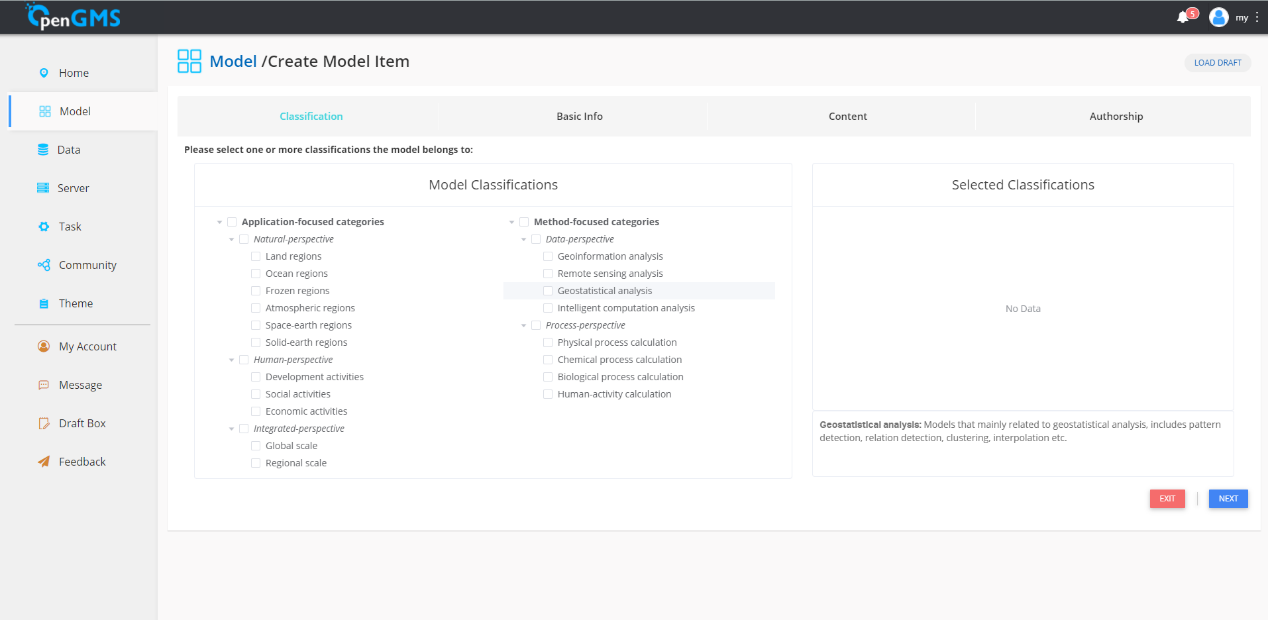 OpenGMS
5
my
Home
Model
Data
Server
Task
Community
Theme
My Account
Message
Draft Box
Feedback
Model /Create Model Item
LOAD DRAFT
Classification
Basic Info
Content
Authorship
Please select one or more classifications the model belongs to:
Model Classifications
Application-focused categories
Natural-perspective
Land regions
Ocean regions
Frozen regions
Atmospheric regions
Space-earth regions
Solid-earth regions
Human-perspective
Development activities
Social activities
Economic activities
Integrated-perspective
Global scale
Regional scale
Method-focused categories
Data-perspective
Geoinformation analysis
Remote sensing analysis
Geostatistical analysis
Intelligent computation analysis
Process-perspective
Physical process calculation
Chemical process calculation
Biological process calculation
Human-activity calculation
Selected Classifications
No Data
Geostatistical analysis: Models that mainly related to geostatistical analysis, includes pattern
detection, relation detection, clustering, interpolation etc.
EXIT
NEXT